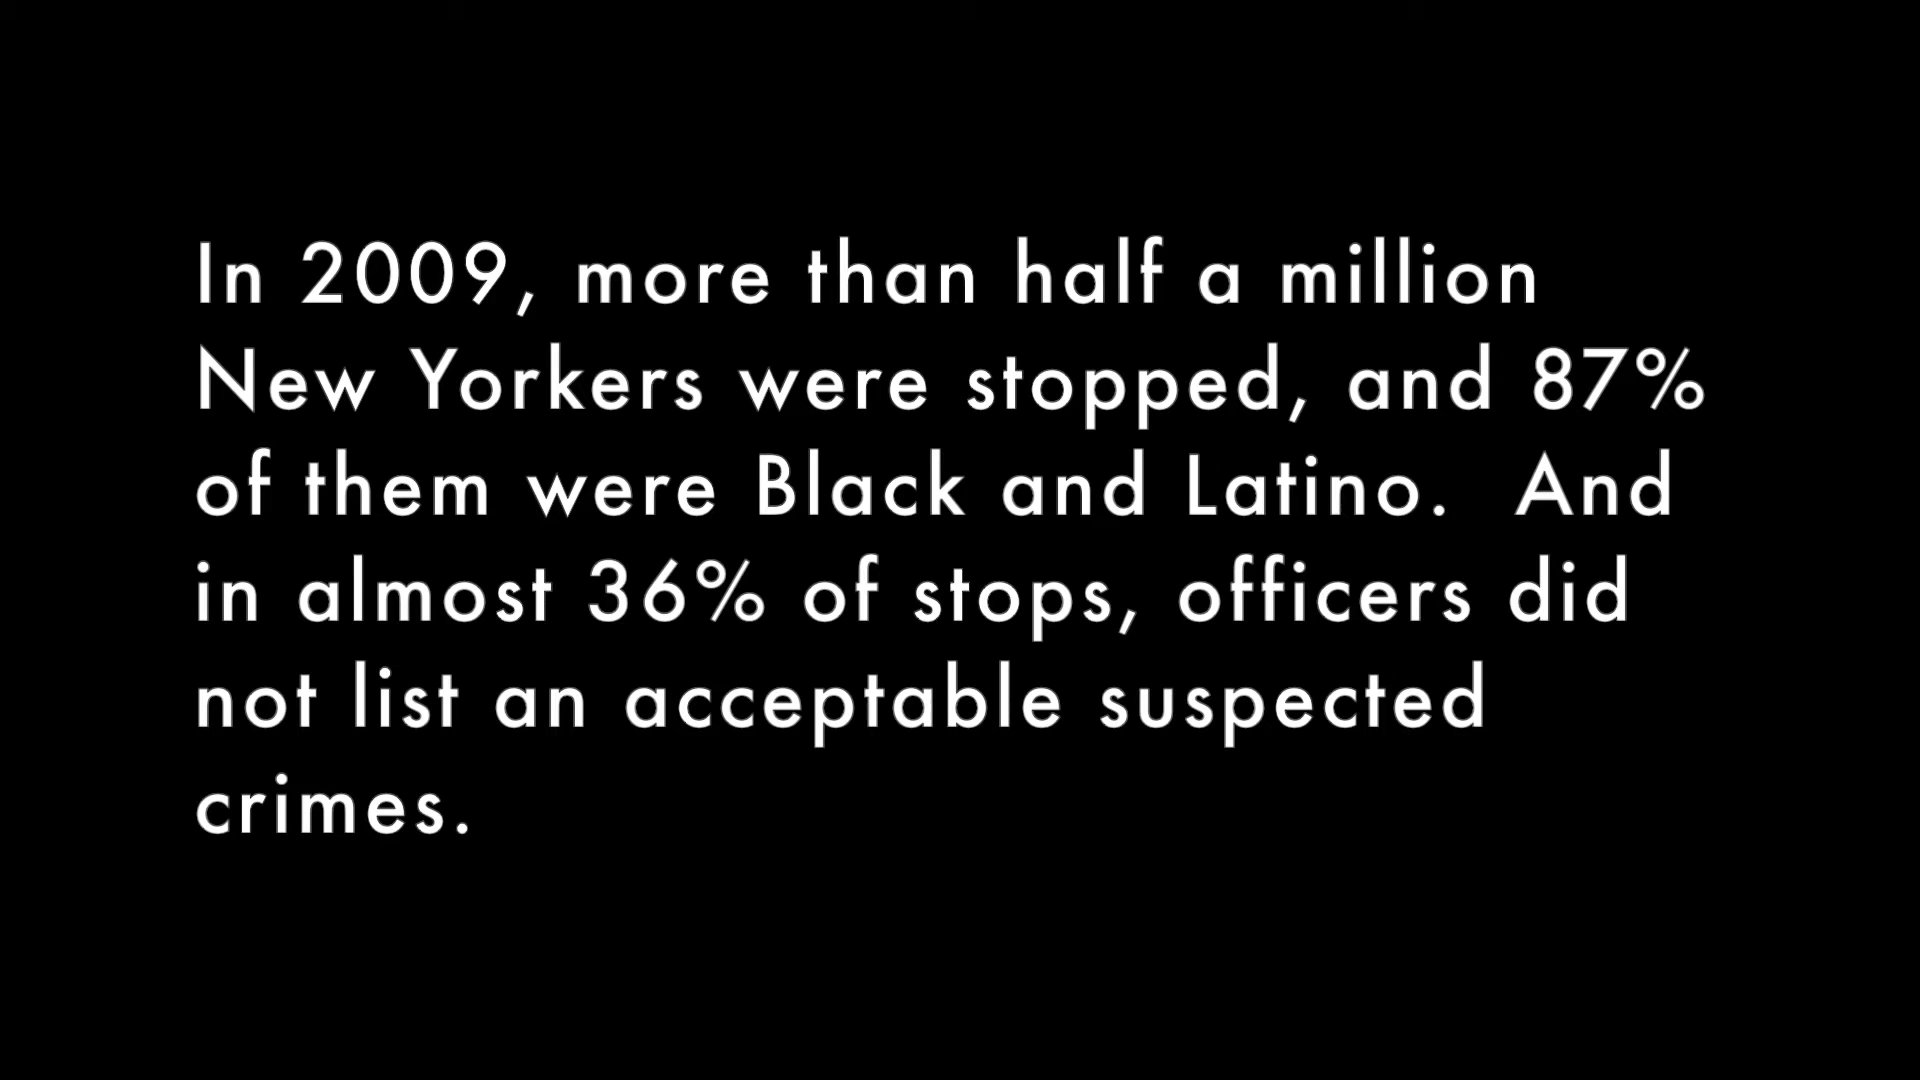 In 2009, more than half a million
New Yorkers were stopped, and 87%
of them were Black and Latino.  And
in almost 36% of stops, officers did
not list an acceptable suspected
crimes.